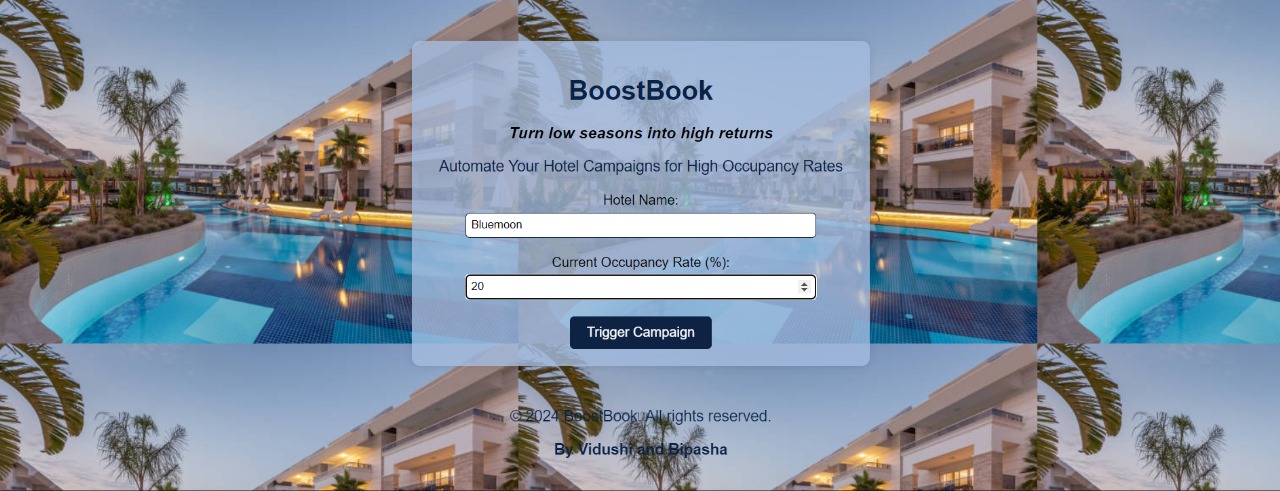 BoostBook
Turn low seasons into high returns
Automate Your Hotel Campaigns for High Occupancy Rates
Hotel Name:
Bluemoon
Current Occupancy Rate (%):
20
Trigger Campaign
© 2024 BoostBook. All rights reserved.
By Vidushi and Bipasha